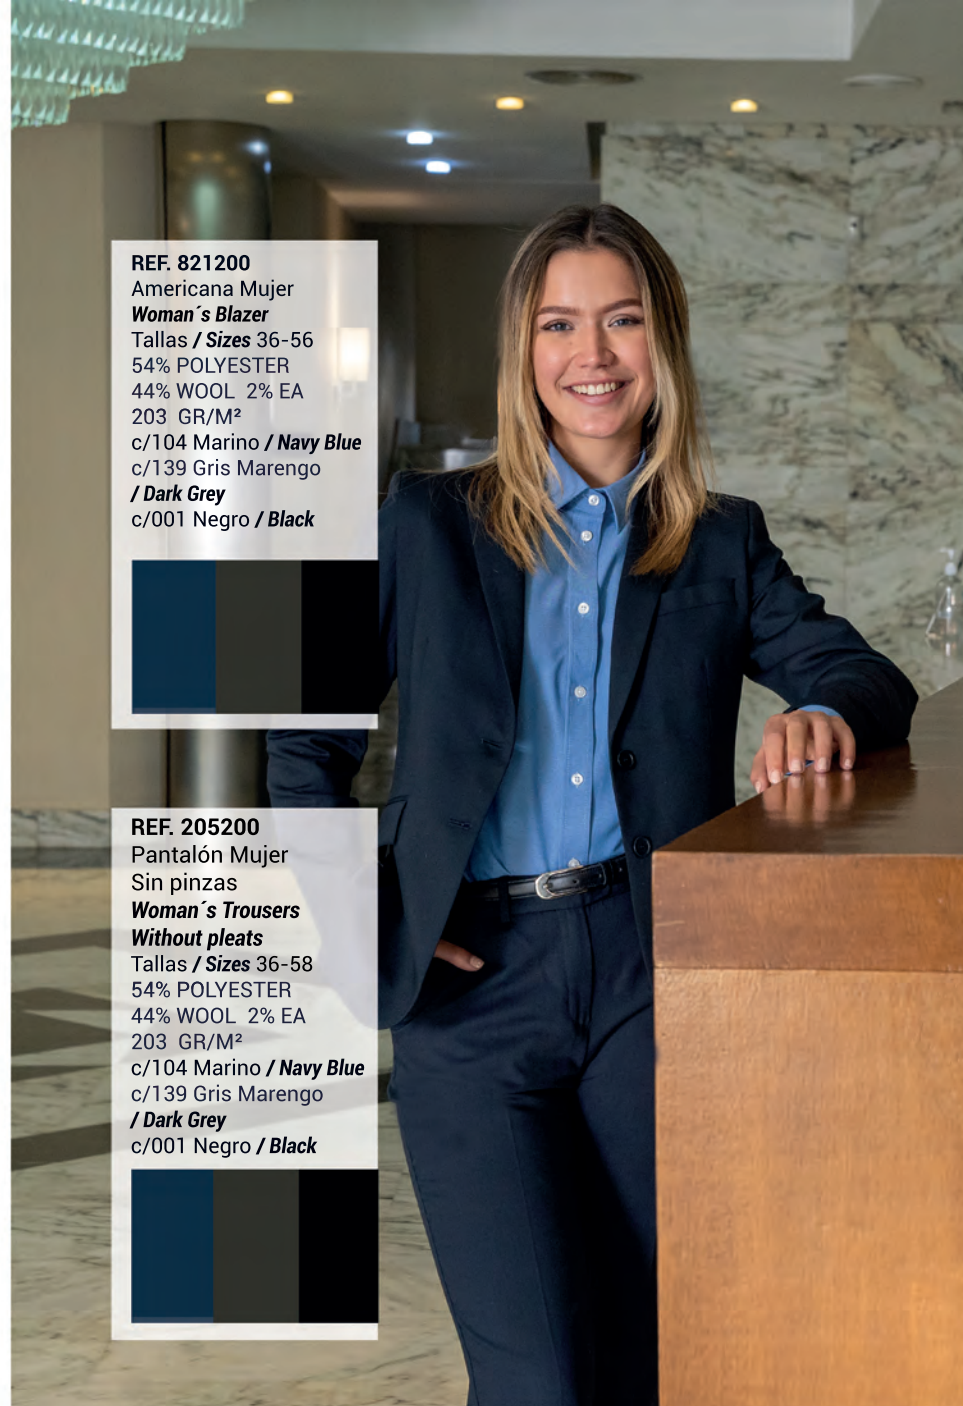 REF. 821200
Americana Mujer
Woman´s Blazer
Tallas / Sizes 36-56
54% POLYESTER
44% WOOL  2% EA
203  GR/M²
c/104 Marino / Navy Blue
c/139 Gris Marengo
/ Dark Grey
c/001 Negro / Black
REF. 205200
Pantalón Mujer
Sin pinzas
Woman´s Trousers
Without pleats
Tallas / Sizes 36-58
54% POLYESTER
44% WOOL  2% EA
203  GR/M²
c/104 Marino / Navy Blue
c/139 Gris Marengo
/ Dark Grey
c/001 Negro / Black